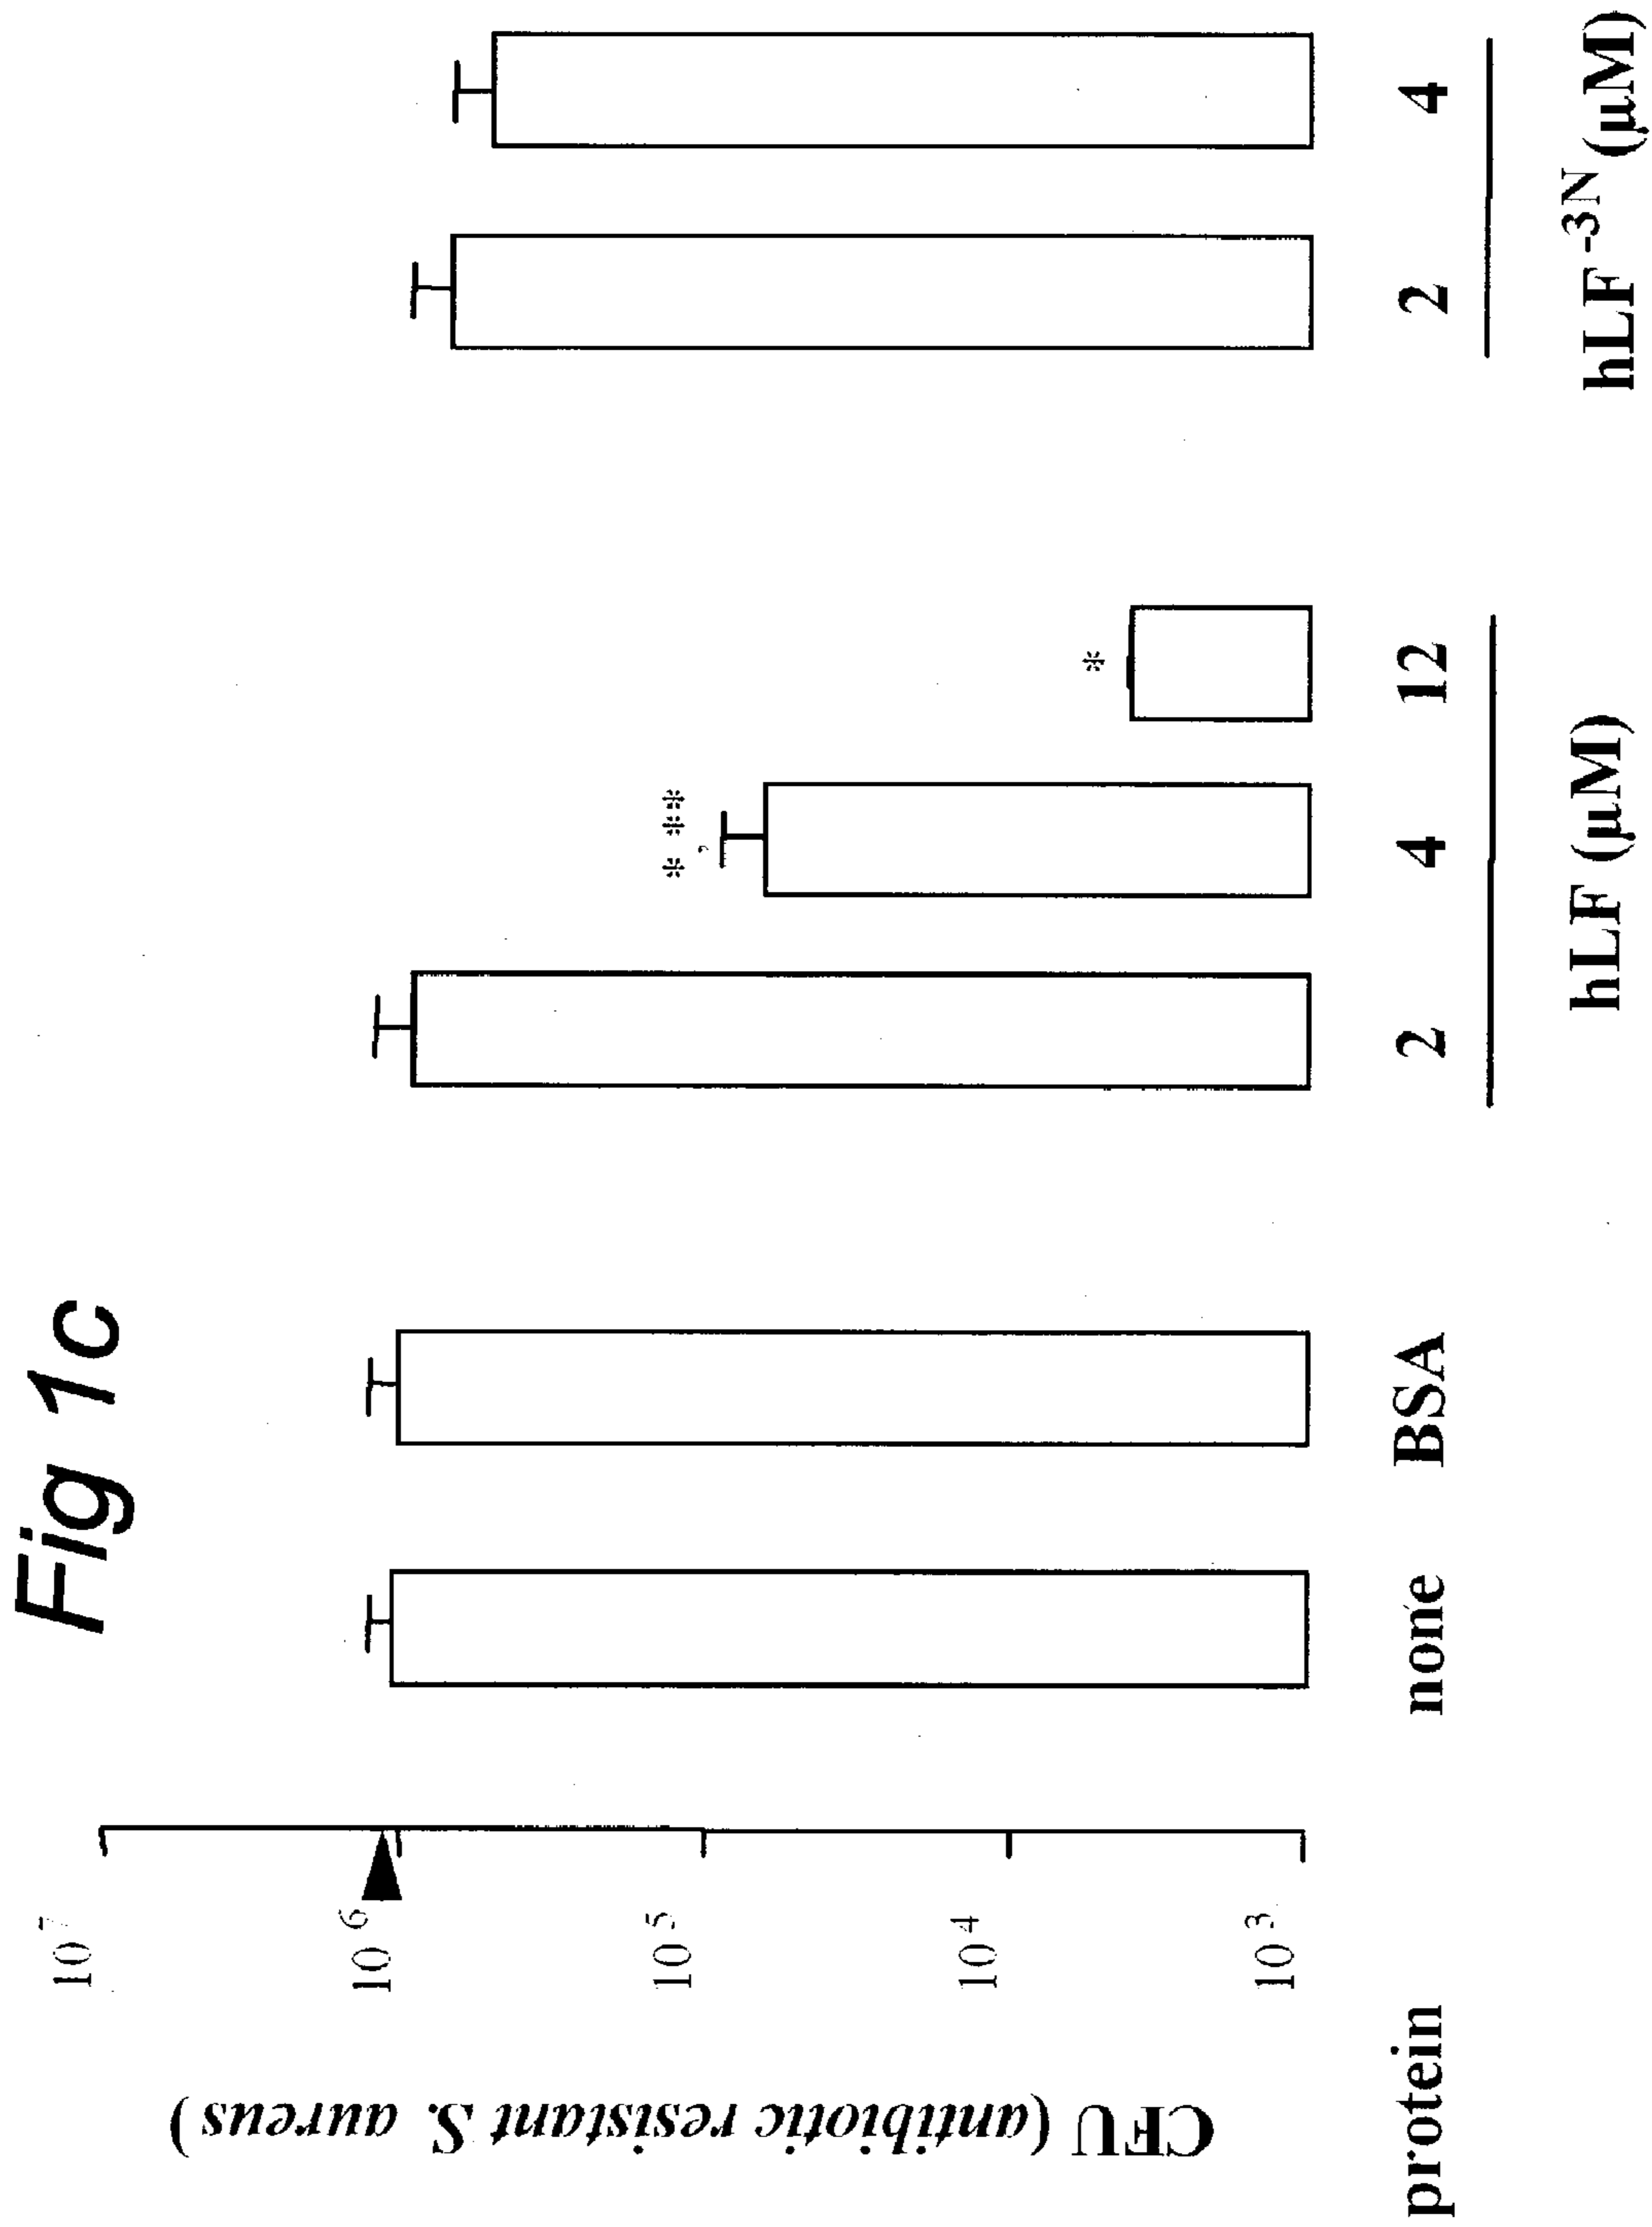 Fig 1c
CFU (antibiotic resistant S. aureus)
10⁷
10⁶
10⁵
10⁴
10³
* , **
*
protein none BSA 2 4 12 2 4
hLF (μM) hLF⁻³ᴺ (μM)